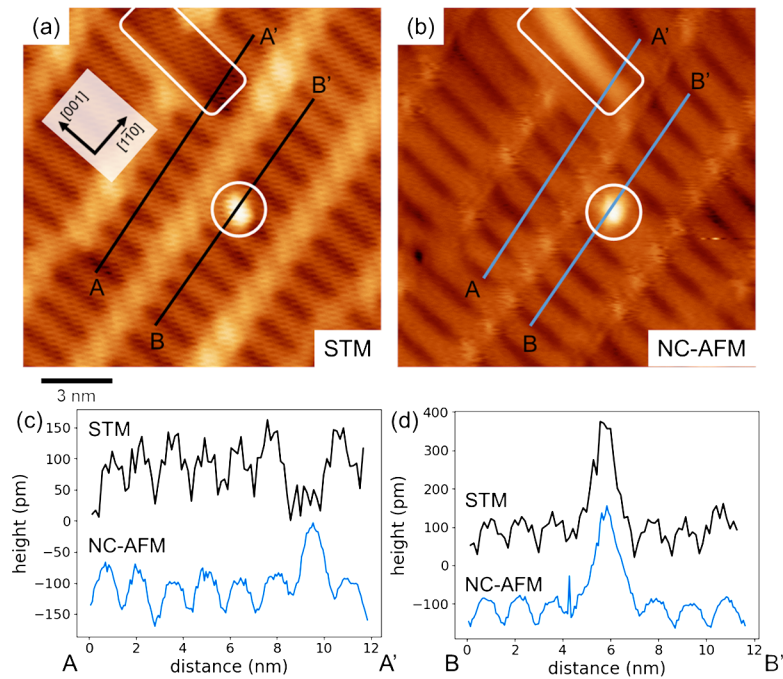 (a)
A'
B'
[001]
[11̄0]
A
B
STM
3 nm
(b)
A'
B'
A
B
NC-AFM
(c)
STM
NC-AFM
height (pm)
150
100
50
0
−50
−100
−150
0 2 4 6 8 10 12
A distance (nm) A'
(d)
STM
NC-AFM
height (pm)
400
300
200
100
0
−100
0 2 4 6 8 10 12
B distance (nm) B'